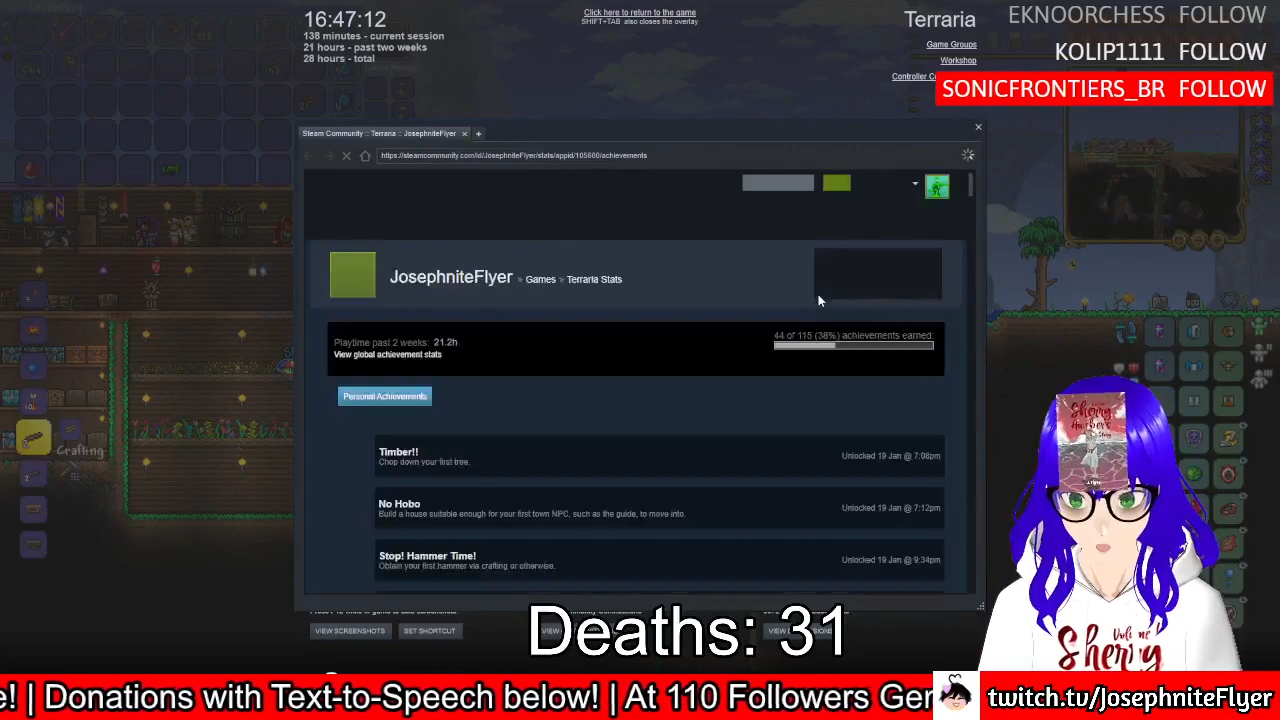 Inventory
16:47:12
138 minutes - current session
21 hours - past two weeks
28 hours - total
Click here to return to the game
SHIFT+TAB also closes the overlay
Terraria
Game Groups
Workshop
EKNOORCHESS FOLLOW
KOLIP1111 FOLLOW
SONICFRONTIERS_BR FOLLOW
Steam Community :: Terraria :: JosephniteFlyer
https://steamcommunity.com/id/JosephniteFlyer/stats/appid/105600/achievements
JosephniteFlyer » Games » Terraria Stats
Playtime past 2 weeks: 21.2h
View global achievement stats
44 of 115 (38%) achievements earned:
Personal Achievements
Timber!!
Chop down your first tree.
Unlocked 19 Jan @ 7:08pm
No Hobo
Build a house suitable enough for your first town NPC, such as the guide, to move into.
Unlocked 19 Jan @ 7:12pm
Stop! Hammer Time!
Obtain your first hammer via crafting or otherwise.
Unlocked 19 Jan @ 9:34pm
Crafting
VIEW SCREENSHOTS
SET SHORTCUT
Deaths: 31
Sherry
Volume
Sherry
e! | Donations with Text-to-Speech below! | At 110 Followers Ger
twitch.tv/JosephniteFlyer